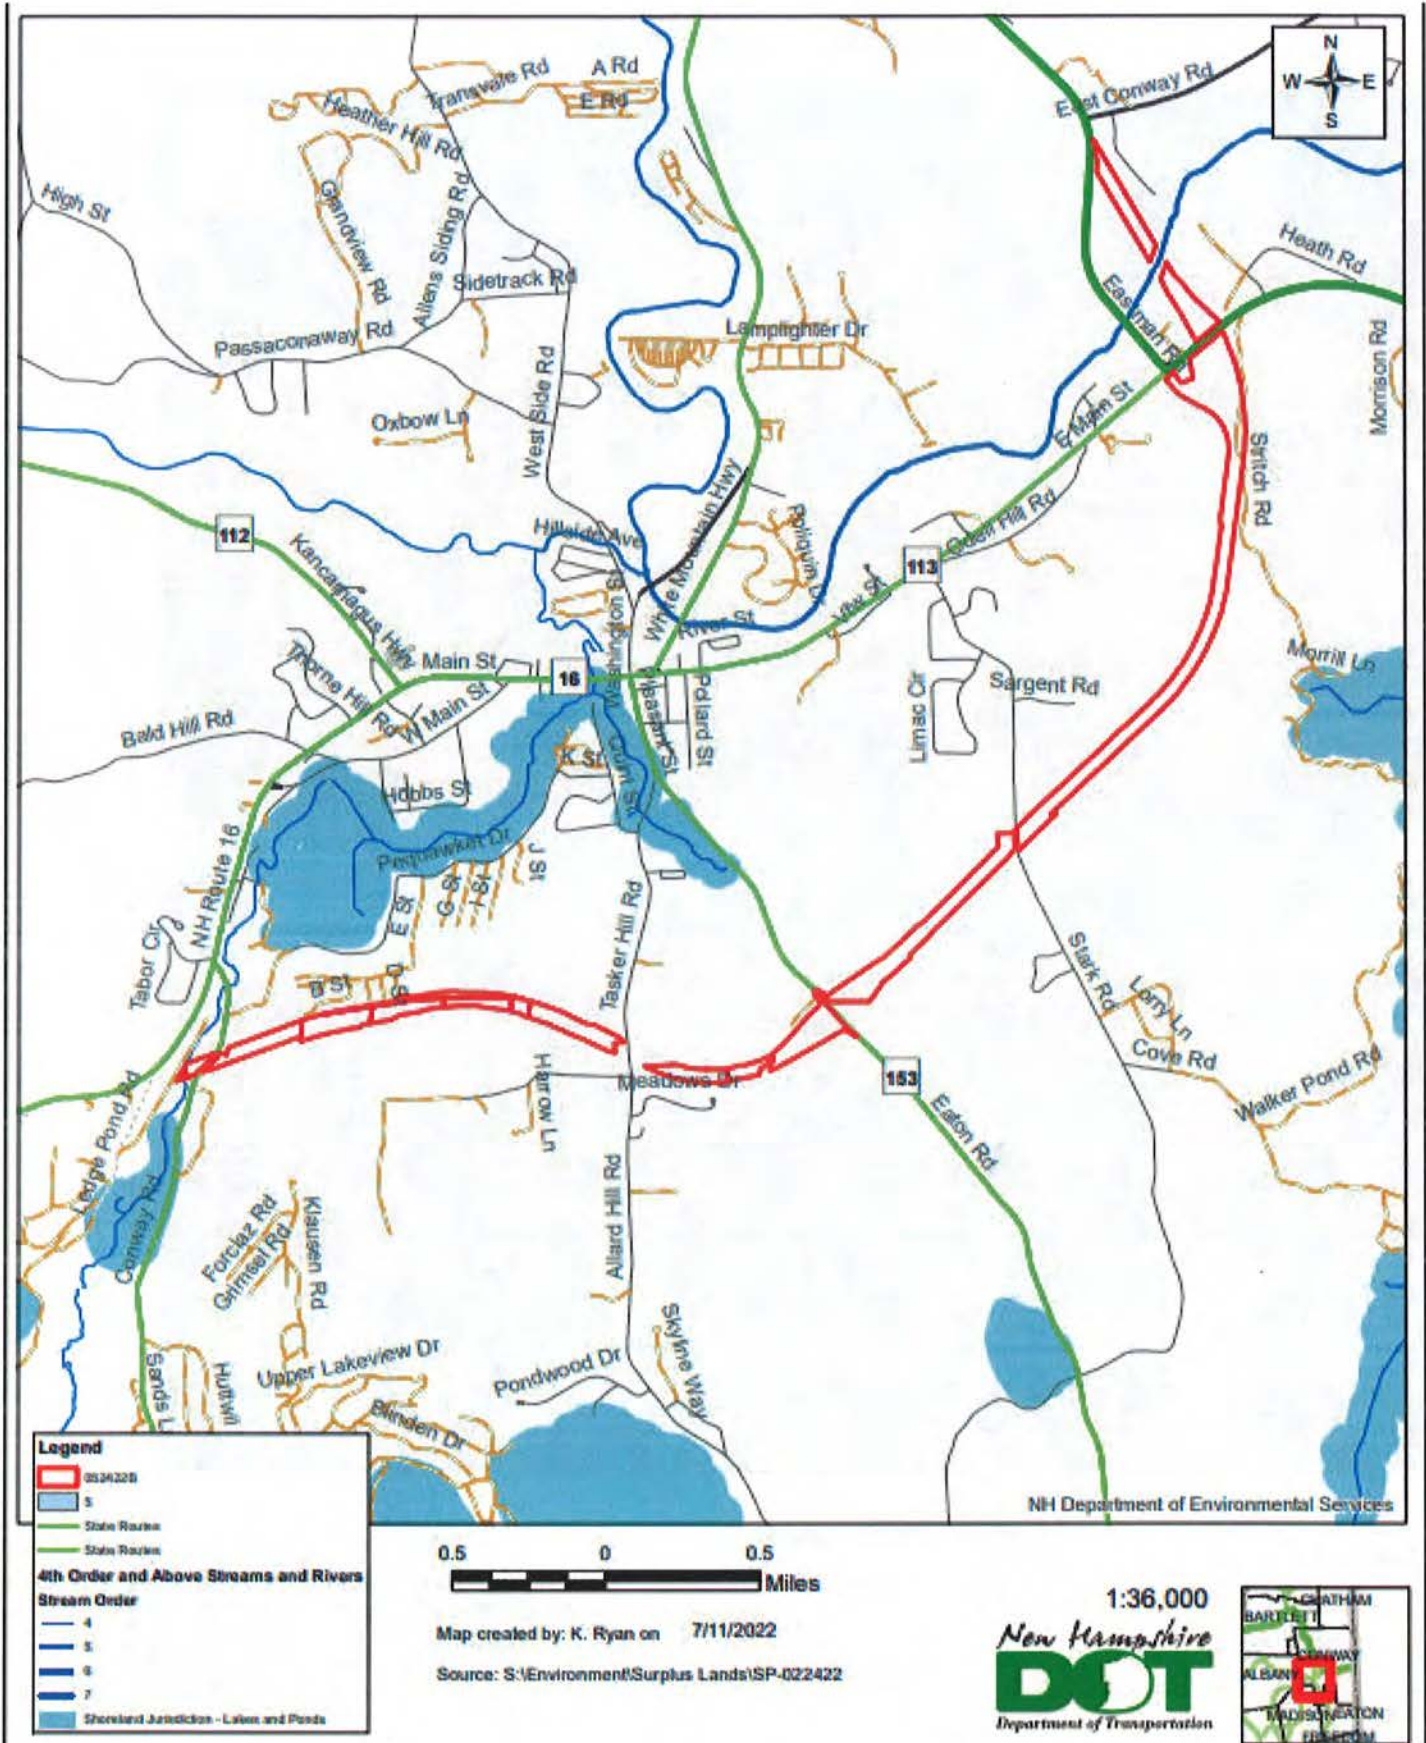 N
W E
S
Transvale Rd
A Rd
E Rd
East Conway Rd
Heather Hill Rd
High St
Glandview Rd
Allens Siding Rd
Sidetrack Rd
Heath Rd
Eastman Rd
Passaconaway Rd
Lamplighter Dr
Morrison Rd
West Side Rd
Oxbow Ln
E Main St
Stritch Rd
White Mountain Hwy
112
Hillside Ave
Poliquin Dr
Odell Hill Rd
113
Kancamagus Hwy
Washington St
River St
Main St
16
Pleasant St
Pollard St
Thorne Hill Rd
W Main St
Limac Cir
Sargent Rd
Morrill Ln
Bald Hill Rd
K St
Hobbs St
NH Route 16
Pequawket Dr
J St
G St
I St
E St
Tasker Hill Rd
Tabor Cir
B St
D St
Stark Rd
Lorry Ln
Cove Rd
Walker Pond Rd
Meadows Dr
153
Harrow Ln
Eaton Rd
Ledge Pond Rd
Conway Rd
Allard Hill Rd
Forclaz Rd
Grimsel Rd
Klausen Rd
Skyline Way
Upper Lakeview Dr
Pondwood Dr
Sands L
Huttwil
Blinden Dr
NH Department of Environmental Services
Legend
S
State Routes
State Routes
4th Order and Above Streams and Rivers
Stream Order
4
5
6
7
Shoreland Jurisdiction - Lakes and Ponds
0.5 0 0.5
Miles
Map created by: K. Ryan on 7/11/2022
Source: S:\Environment\Surplus Lands\SP-022422
1:36,000
New Hampshire
DOT
Department of Transportation
CHATHAM
BARTLETT
CONWAY
ALBANY
MADISON
EATON
FREEDOM